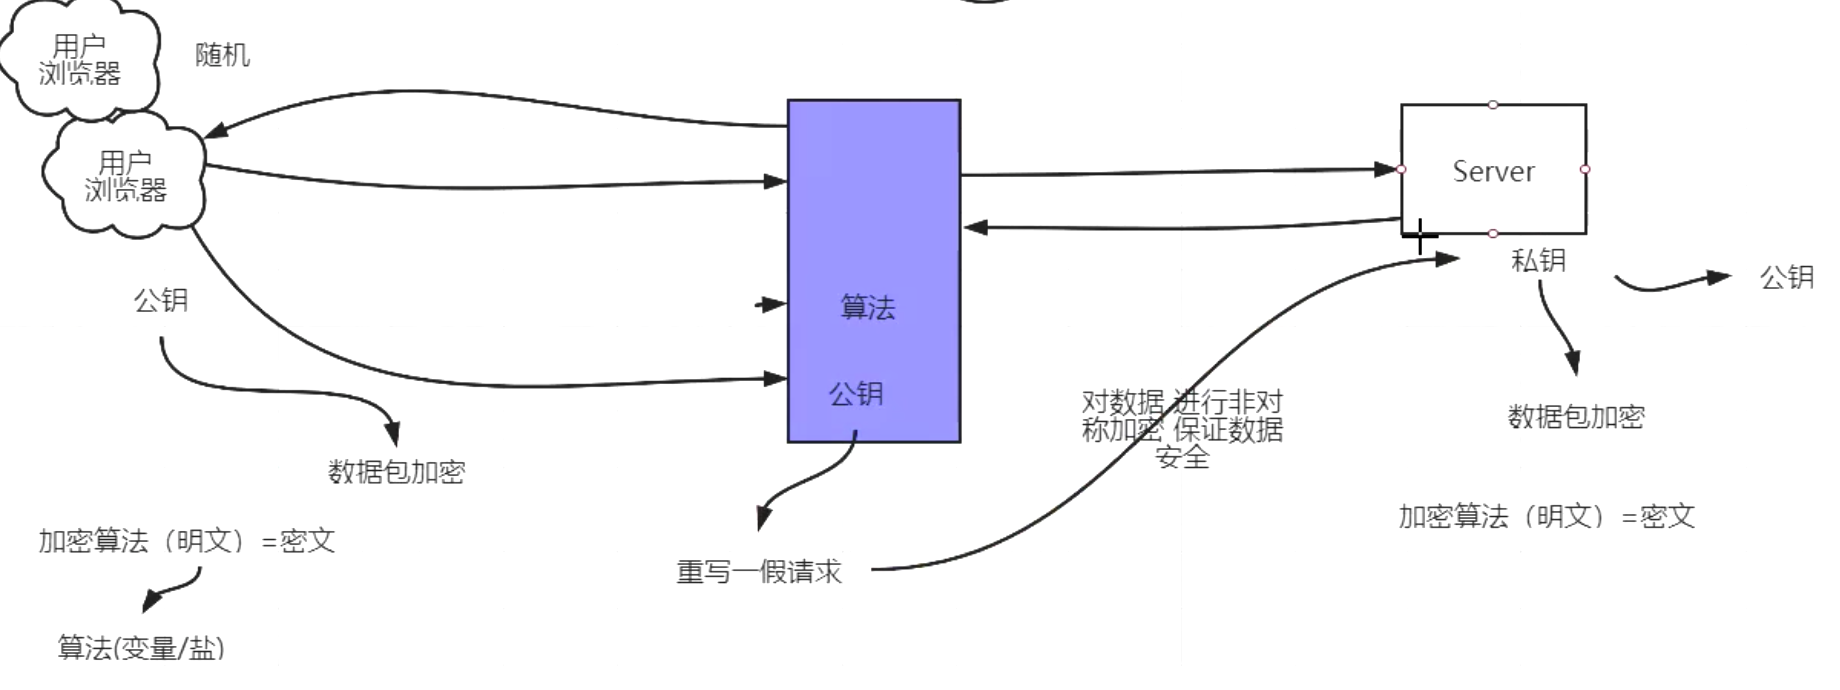 用户
浏览器
随机
用户
浏览器
Server
私钥
公钥
公钥
算法
公钥
对数据 进行非对
称加密 保证数据
安全
数据包加密
数据包加密
加密算法（明文）=密文
加密算法（明文）=密文
重写一假请求
算法(变量/盐)